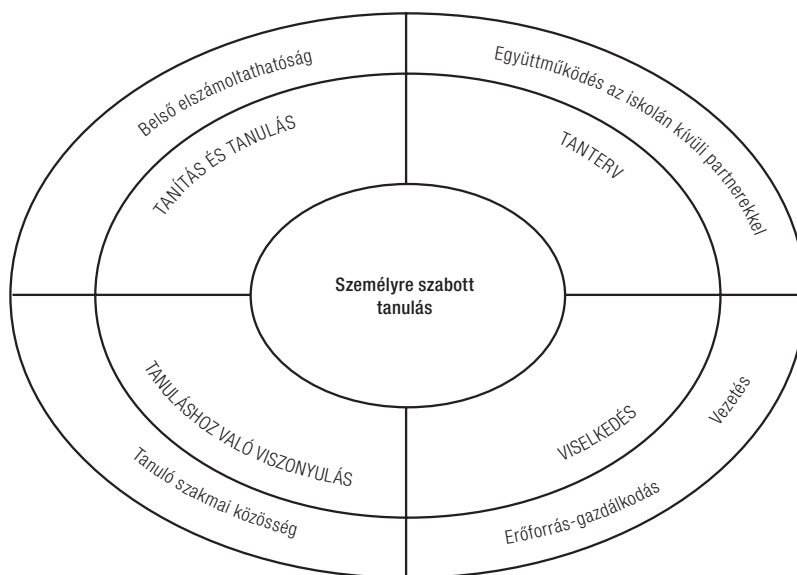 Belső elszámoltathatóság
Együttműködés az iskolán kívüli partnerekkel
TANÍTÁS ÉS TANULÁS
TANTERV
Személyre szabott
tanulás
TANULÁSHOZ VALÓ VISZONYULÁS
VISELKEDÉS
Vezetés
Tanuló szakmai közösség
Erőforrás-gazdálkodás